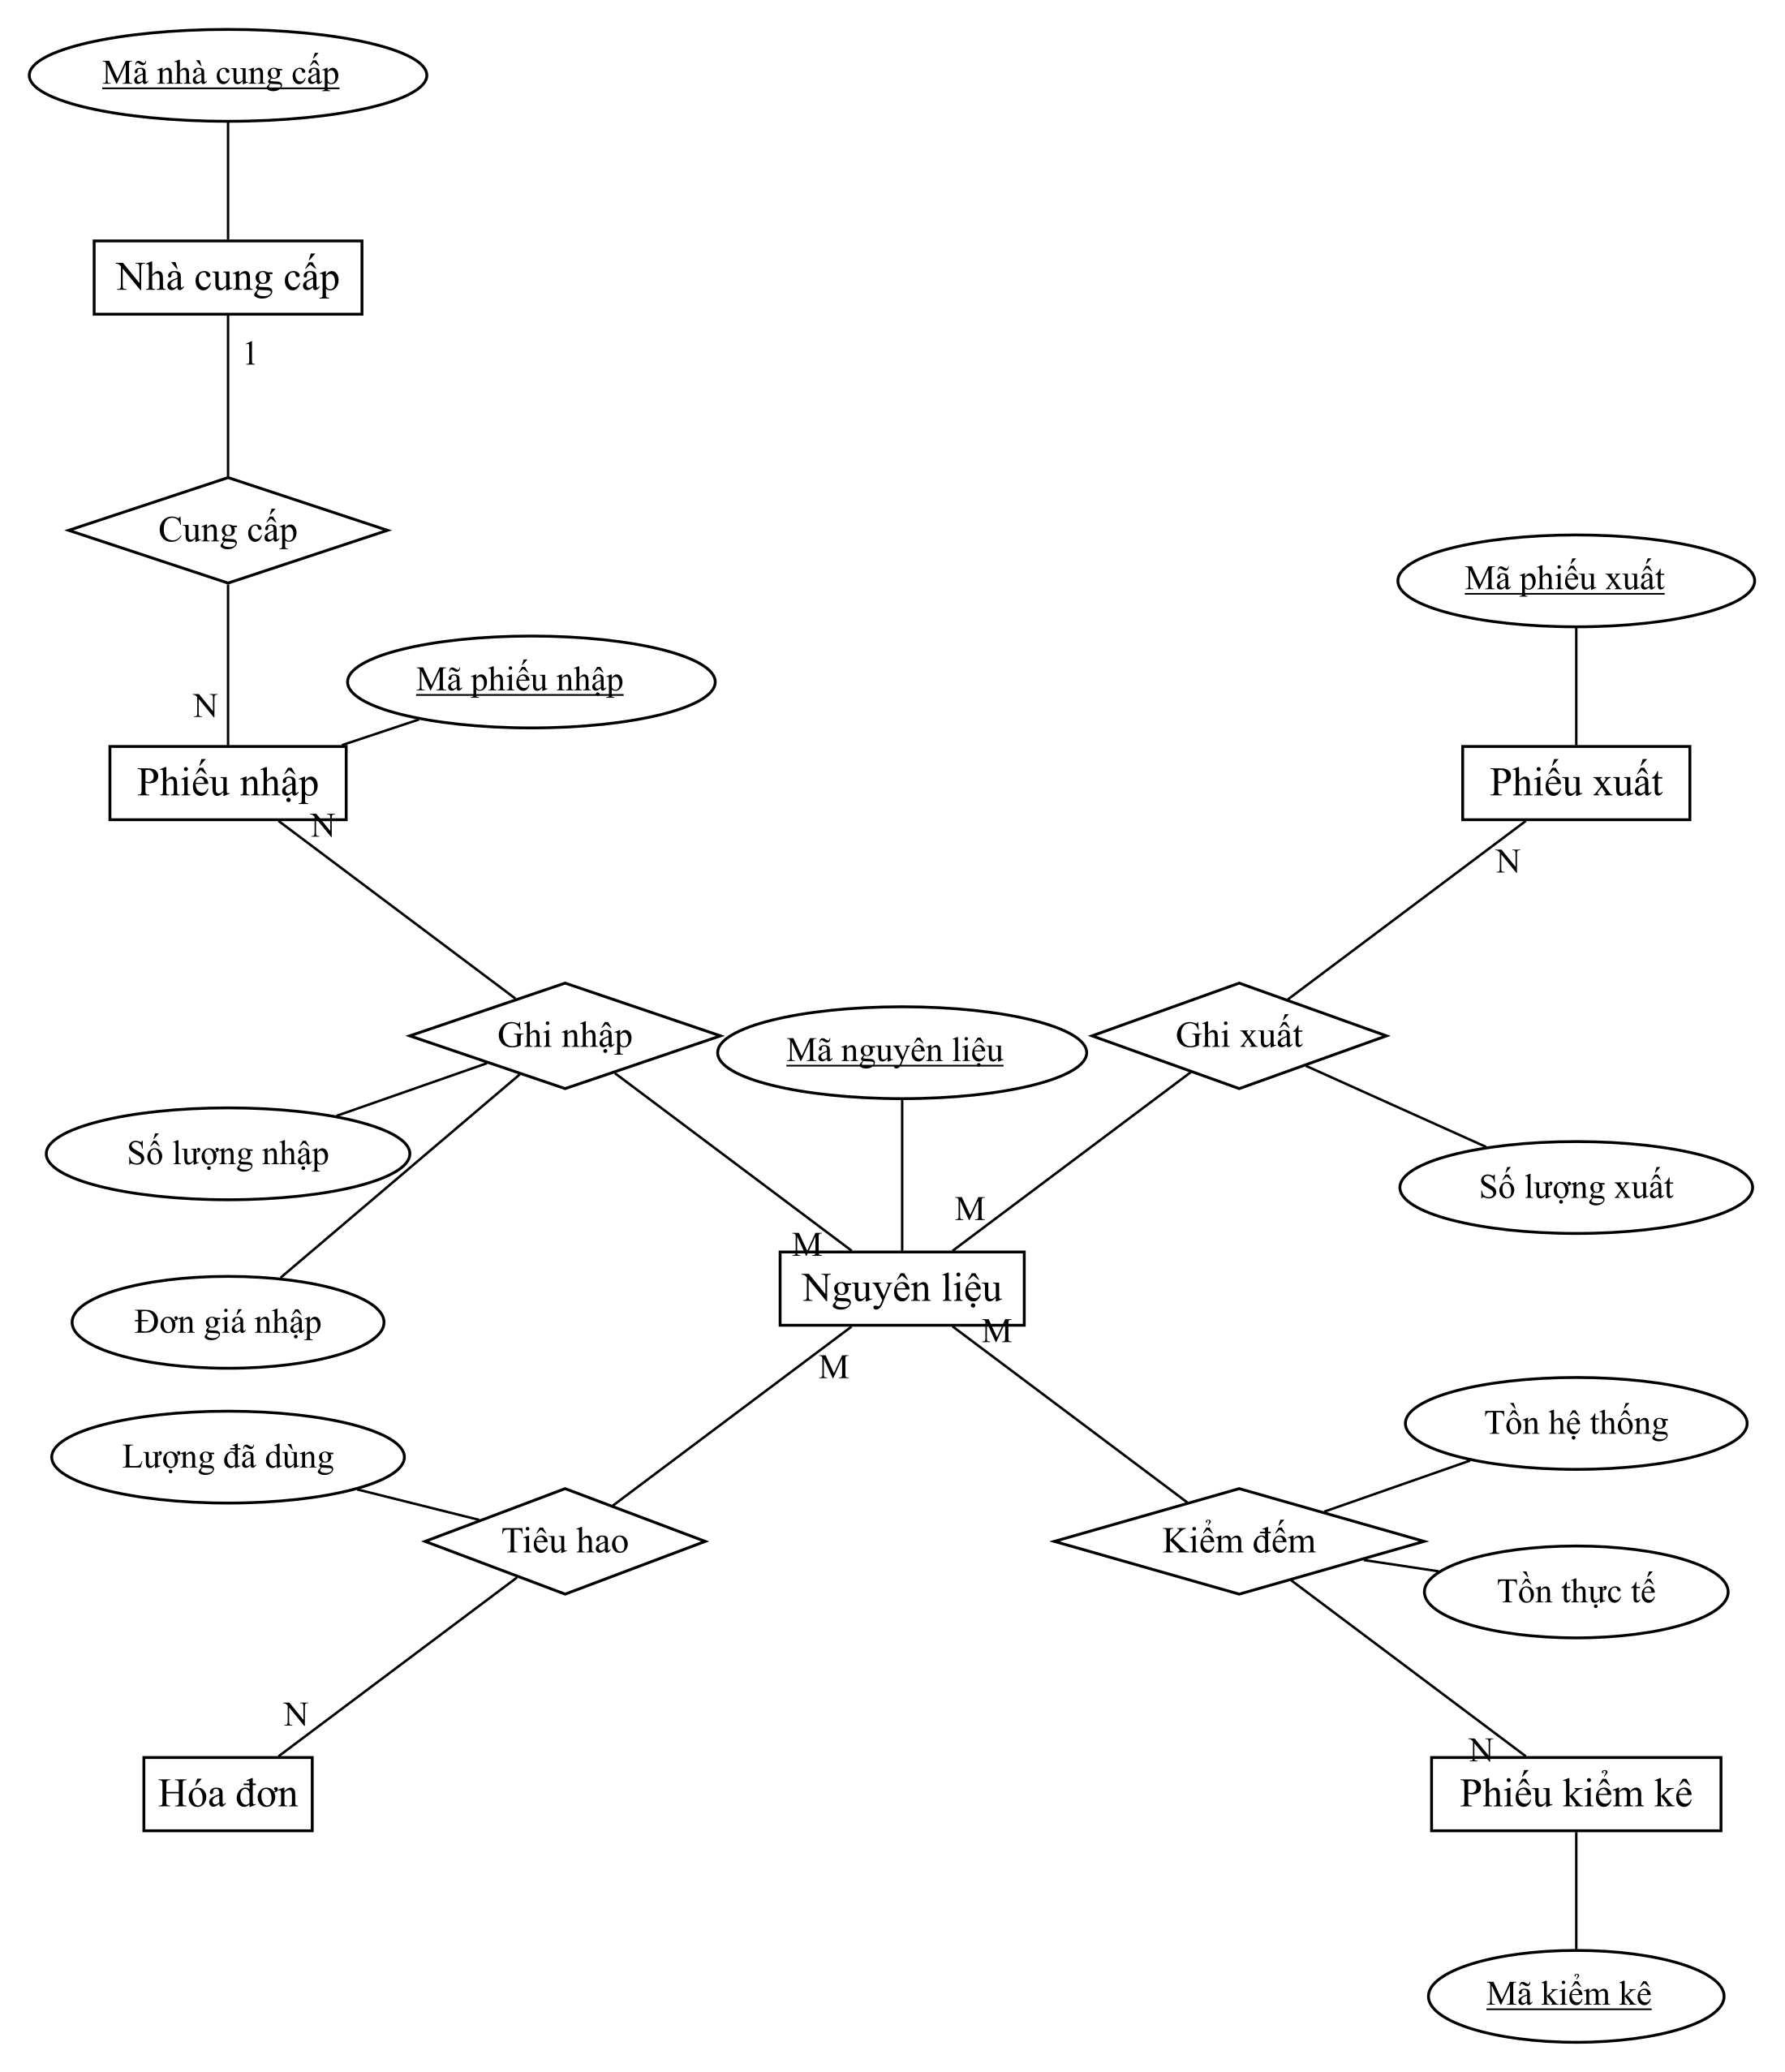 Mã nhà cung cấp
Nhà cung cấp
1
Cung cấp
Mã phiếu xuất
Mã phiếu nhập
N
Phiếu nhập
Phiếu xuất
N
N
Ghi nhập
Mã nguyên liệu
Ghi xuất
Số lượng nhập
Số lượng xuất
M
M
Nguyên liệu
Đơn giá nhập
M
M
Tồn hệ thống
Lượng đã dùng
Tiêu hao
Kiểm đếm
Tồn thực tế
N
N
Hóa đơn
Phiếu kiểm kê
Mã kiểm kê